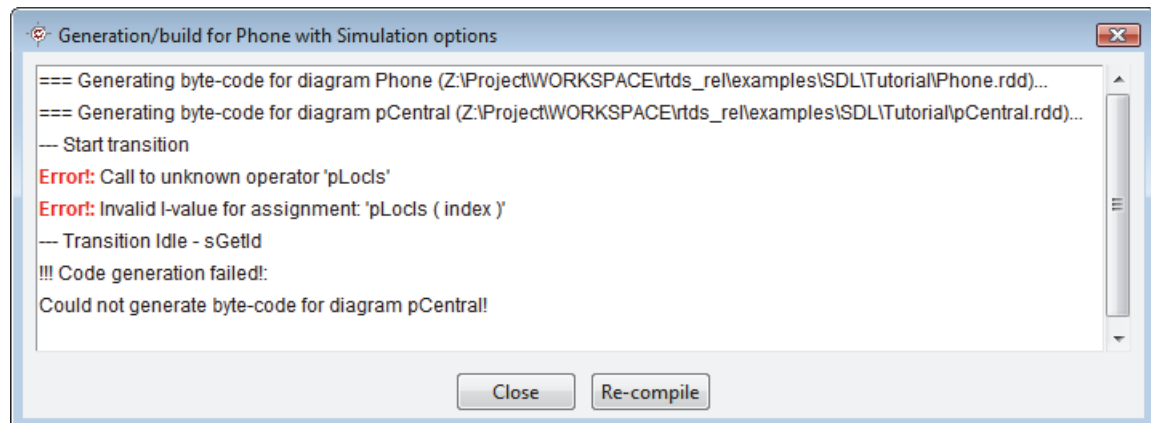 Generation/build for Phone with Simulation options
=== Generating byte-code for diagram Phone (Z:\Project\WORKSPACE\rtds_rel\examples\SDL\Tutorial\Phone.rdd)...
=== Generating byte-code for diagram pCentral (Z:\Project\WORKSPACE\rtds_rel\examples\SDL\Tutorial\pCentral.rdd)...
--- Start transition
Error!: Call to unknown operator 'pLocls'
Error!: Invalid l-value for assignment: 'pLocls ( index )'
--- Transition Idle - sGetId
!!! Code generation failed!:
Could not generate byte-code for diagram pCentral!
Close Re-compile